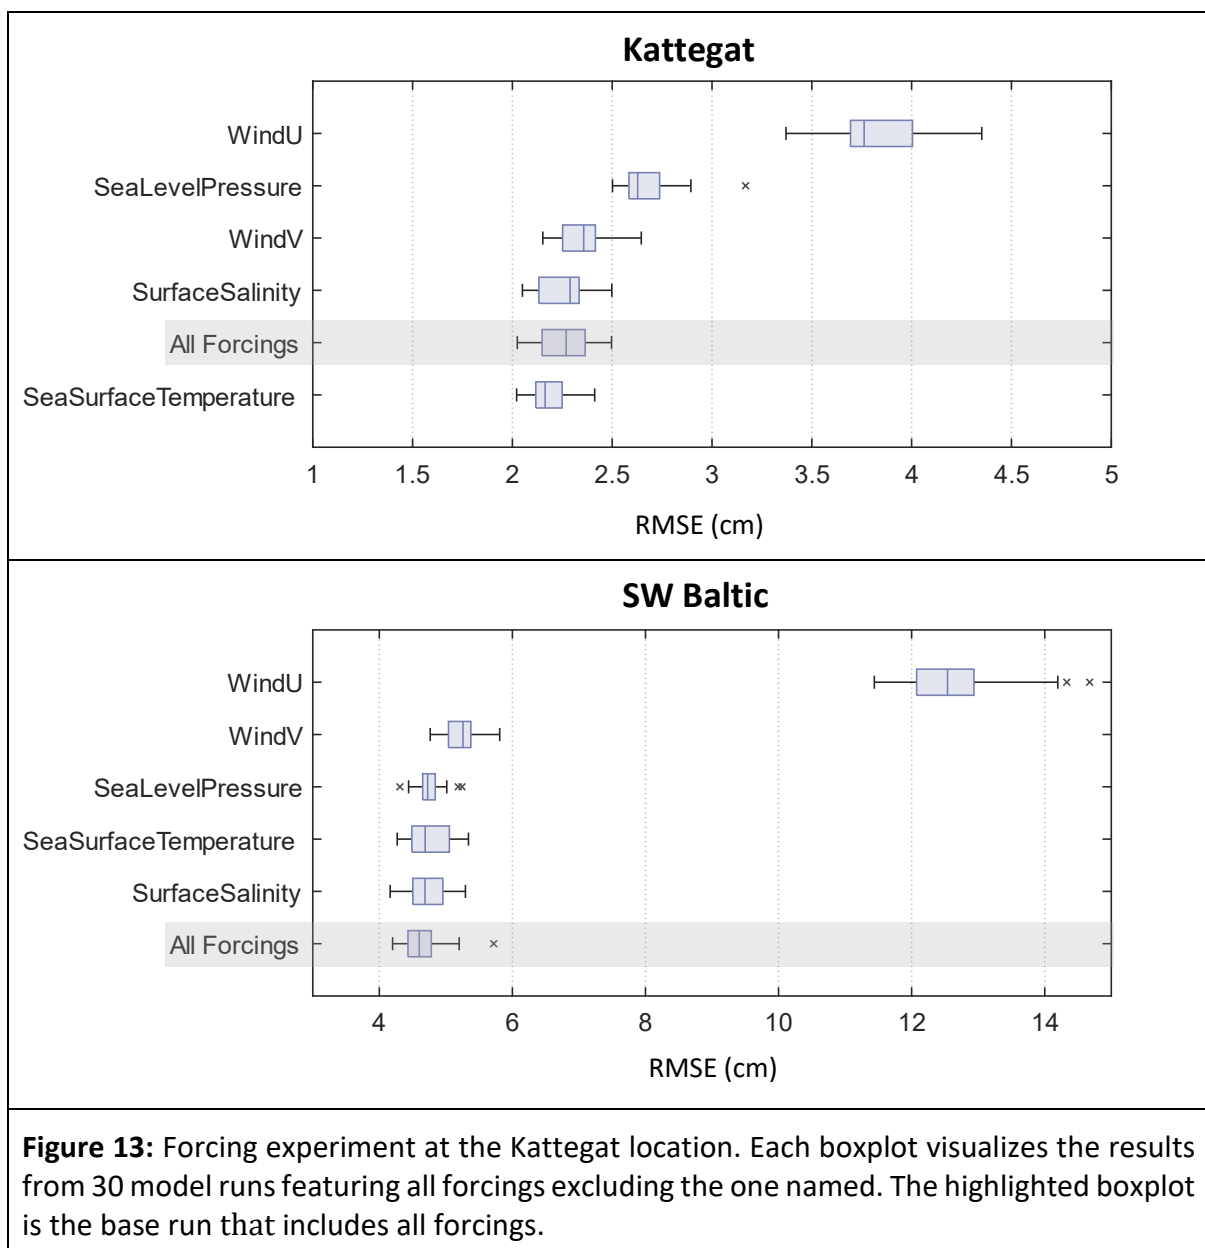 Kattegat
WindU
SeaLevelPressure
WindV
SurfaceSalinity
All Forcings
SeaSurfaceTemperature
1 1.5 2 2.5 3 3.5 4 4.5 5
RMSE (cm)
SW Baltic
WindU
WindV
SeaLevelPressure
SeaSurfaceTemperature
SurfaceSalinity
All Forcings
4 6 8 10 12 14
RMSE (cm)
Figure 13: Forcing experiment at the Kattegat location. Each boxplot visualizes the results
from 30 model runs featuring all forcings excluding the one named. The highlighted boxplot
is the base run that includes all forcings.